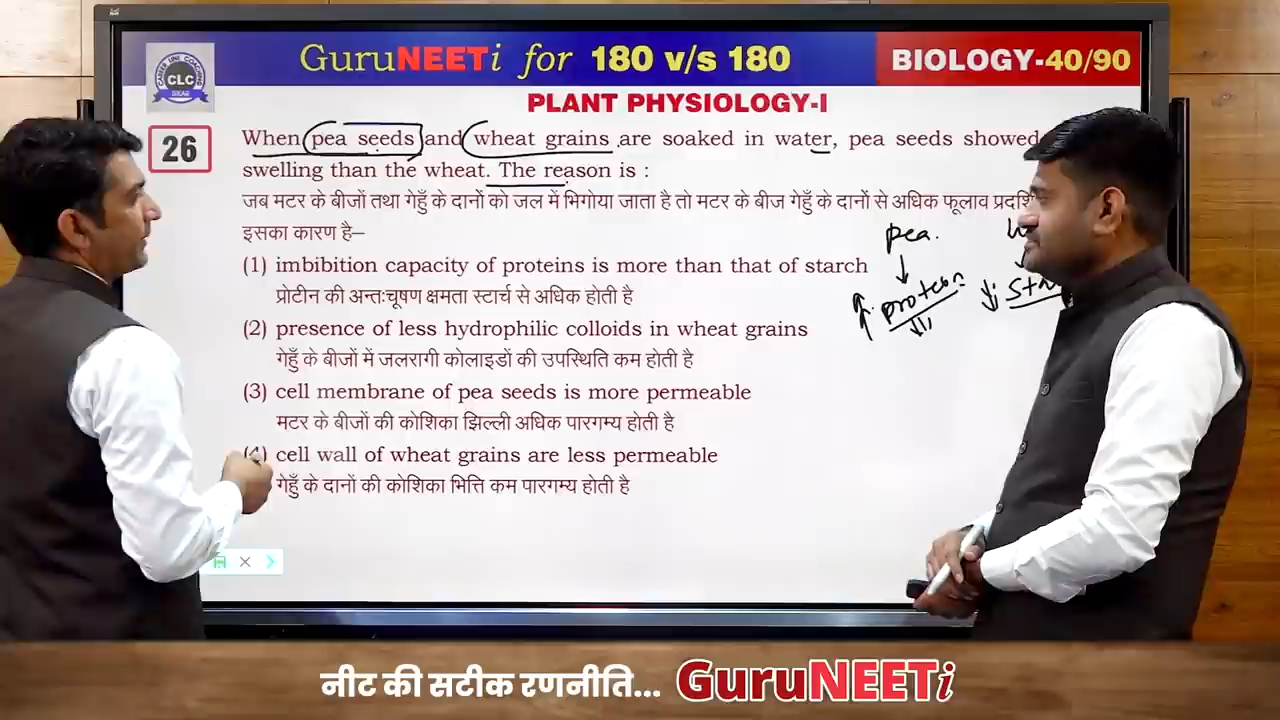 GuruNEETi for 180 v/s 180
BIOLOGY-40/90
CLC
PLANT PHYSIOLOGY-I
26
When pea seeds and wheat grains are soaked in water, pea seeds showed
swelling than the wheat. The reason is :
जब मटर के बीजों तथा गेहूँ के दानों को जल में भिगोया जाता है तो मटर के बीज गेहूँ के दानों से अधिक फूलाव
इसका कारण है–
pea.
(1) imbibition capacity of proteins is more than that of starch
प्रोटीन की अन्तःचूषण क्षमता स्टार्च से अधिक होती है
protein
(2) presence of less hydrophilic colloids in wheat grains
गेहूँ के बीजों में जलरागी कोलाइडों की उपस्थिति कम होती है
(3) cell membrane of pea seeds is more permeable
मटर के बीजों की कोशिका झिल्ली अधिक पारगम्य होती है
(4) cell wall of wheat grains are less permeable
गेहूँ के दानों की कोशिका भित्ति कम पारगम्य होती है
नीट की सटीक रणनीति... GuruNEETi